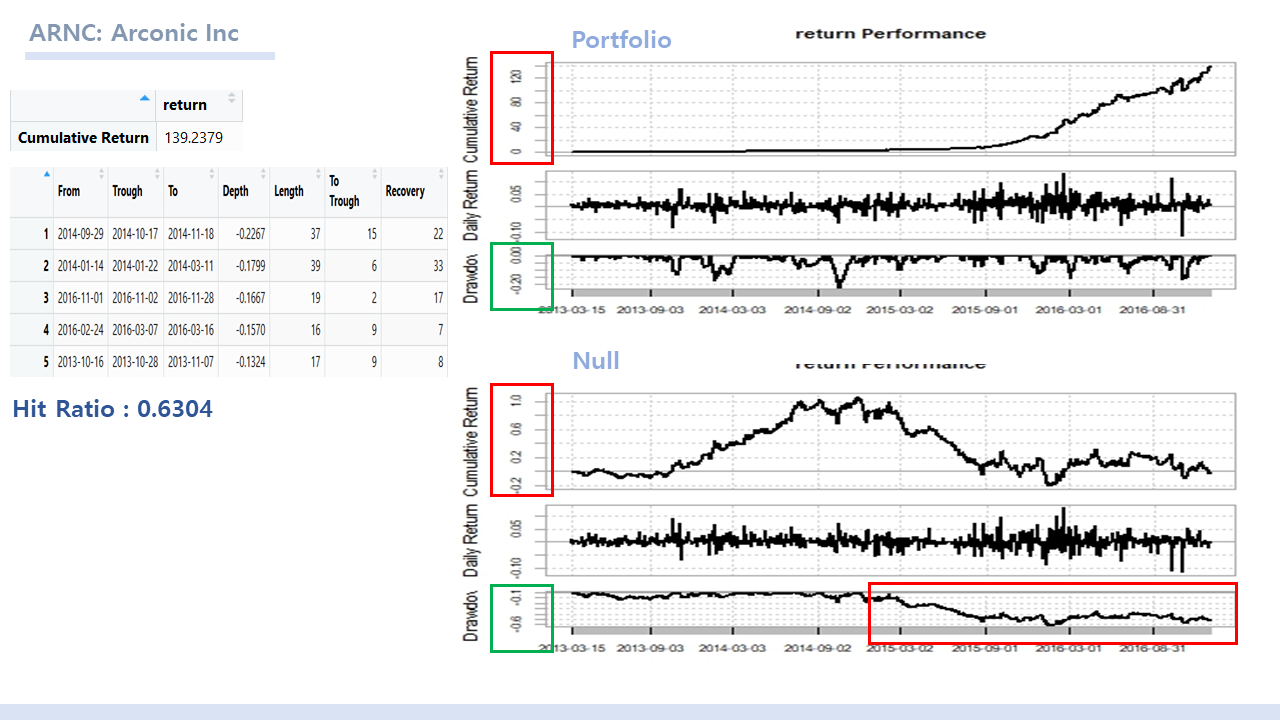 ARNC: Arconic Inc
return
Cumulative Return 139.2379
From Trough To Depth Length To Trough Recovery
1 2014-09-29 2014-10-17 2014-11-18 37 15 22
2 2014-01-14 2014-01-22 2014-03-11 -0.1799 39 6 33
3 2016-11-01 2016-11-02 2016-11-28 -0.1667 19 2 17
4 2016-02-24 2016-03-07 2016-03-16 -0.1570 16 9 7
5 2013-10-16 2013-10-28 2013-11-07 -0.1324 17 9 8
Hit Ratio : 0.6304
Portfolio
return Performance
Cumulative Return
0 40 80 120
Daily Return
-0.10 0.05
Drawdov
-0.20 0.00
2013-03-15 2013-09-03 2014-03-03 2014-09-02 2015-03-02 2015-09-01 2016-03-01 2016-08-31
Null
return Performance
Cumulative Return
-0.2 0.2 0.6 1.0
Daily Return
-0.10 0.05
Drawdov
-0.6 -0.1
2013-03-15 2013-09-03 2014-03-03 2014-09-02 2015-03-02 2015-09-01 2016-03-01 2016-08-31